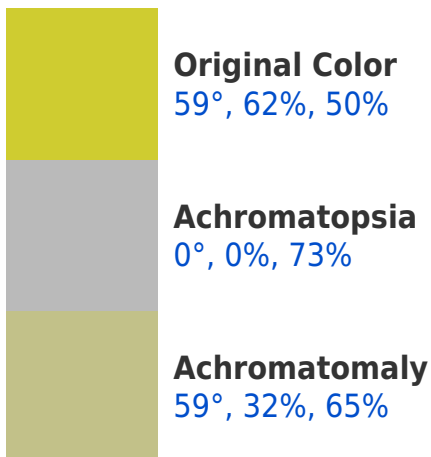 Original Color
59°, 62%, 50%
Achromatopsia
0°, 0%, 73%
Achromatomaly
59°, 32%, 65%